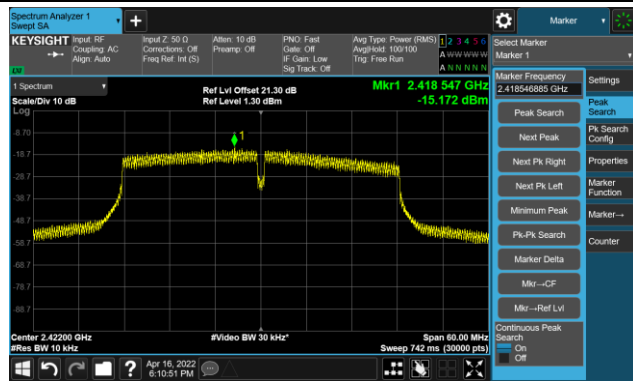 Spectrum Analyzer 1
Swept SA
Marker
KEYSIGHT
Input: RF
Coupling: AC
Align: Auto
Input Z: 50 Ω
Corrections: Off
Freq Ref: Int (S)
Atten: 10 dB
Preamp: Off
PNO: Fast
Gate: Off
IF Gain: Low
Sig Track: Off
Avg Type: Power (RMS)
Avg|Hold: 100/100
Trig: Free Run
1 2 3 4 5 6
A W W W W W
A N N N N N
LXI
Select Marker
Marker 1
1 Spectrum
Scale/Div 10 dB
Log
Ref Lvl Offset 21.30 dB
Ref Level 1.30 dBm
Mkr1 2.418 547 GHz
-15.172 dBm
1
-8.70
-18.7
-28.7
-38.7
-48.7
-58.7
-68.7
-78.7
-88.7
Center 2.42200 GHz
#Res BW 10 kHz
#Video BW 30 kHz*
Span 60.00 MHz
Sweep 742 ms (30000 pts)
Marker Frequency
2.418546885 GHz
Peak Search
Next Peak
Next Pk Right
Next Pk Left
Minimum Peak
Pk-Pk Search
Marker Delta
Mkr→CF
Mkr→Ref Lvl
Continuous Peak
Search
On
Off
Settings
Peak
Search
Pk Search
Config
Properties
Marker
Function
Marker→
Counter
?
Apr 16, 2022
6:10:51 PM